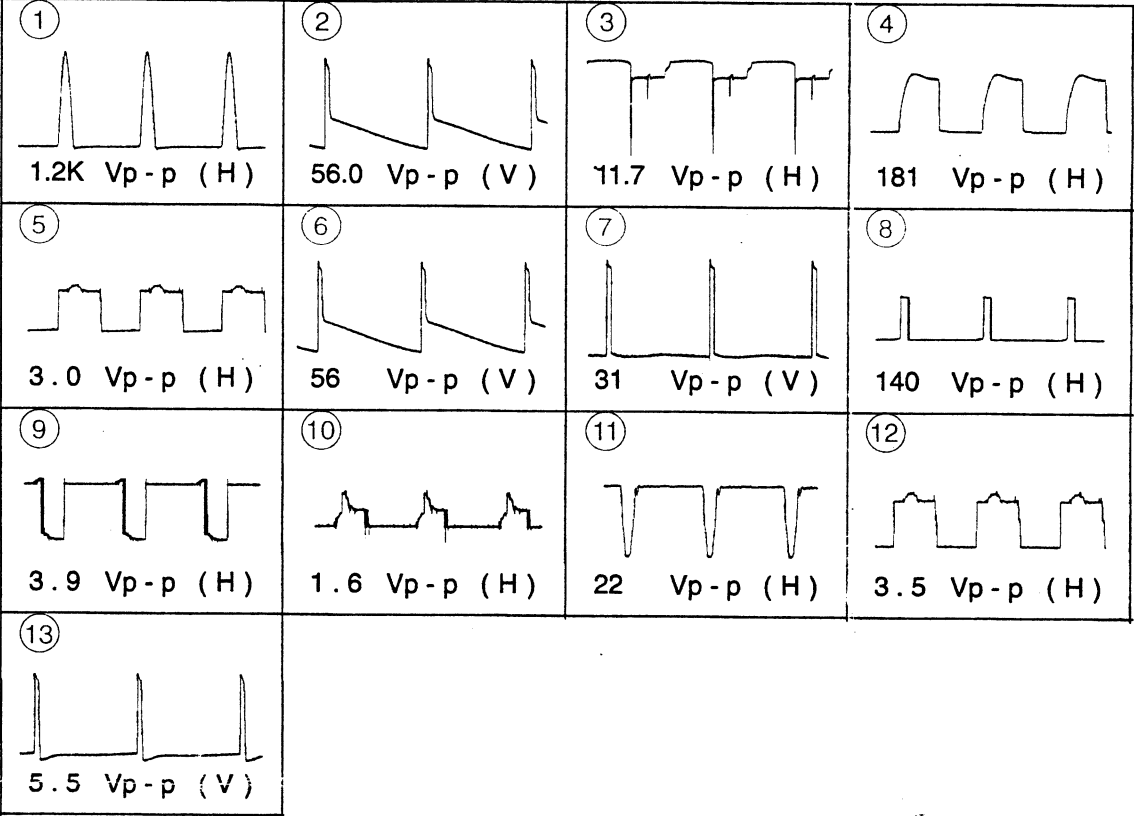 1
1.2K Vp-p (H)
2
56.0 Vp-p (V)
3
11.7 Vp-p (H)
4
181 Vp-p (H)
5
3.0 Vp-p (H)
6
56 Vp-p (V)
7
31 Vp-p (V)
8
140 Vp-p (H)
9
3.9 Vp-p (H)
10
1.6 Vp-p (H)
11
22 Vp-p (H)
12
3.5 Vp-p (H)
13
5.5 Vp-p (V)